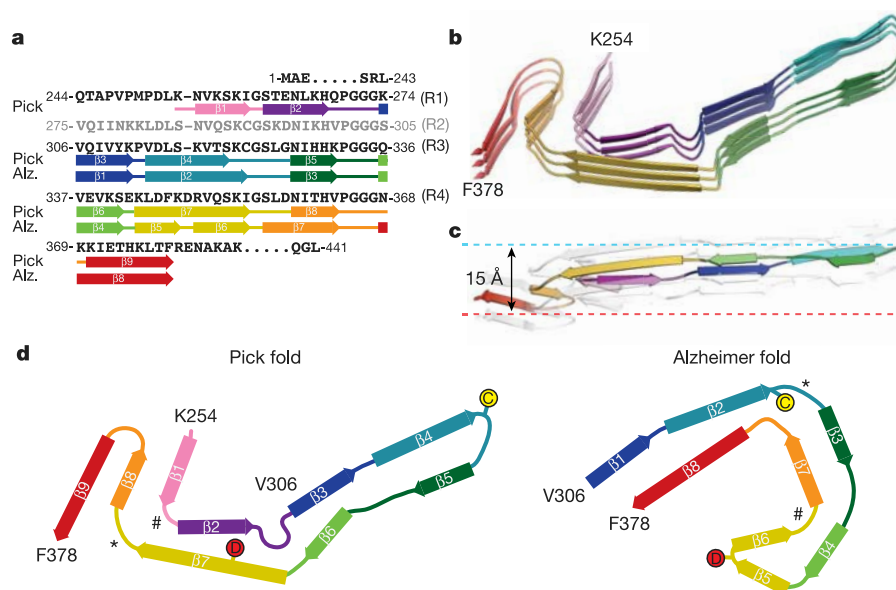 a
1-MAE.....SRL-243
244-QTAPVPMPDLK-NVKSKIGSTENLKHQPGGGK-274 (R1)
Pick
β1 β2
275-VQIINKKLDLS-NVQSKCGSKDNIKHVPGGGS-305 (R2)
306-VQIVYKPVDLS-KVTSKCGSLGNIHHKPGGGQ-336 (R3)
Pick β3 β4 β5
Alz. β1 β2 β3
337-VEVKSEKLDFKDRVQSKIGSLDNITHVPGGGN-368 (R4)
Pick β6 β7 β8
Alz. β4 β5 β6 β7
369-KKIETHKLTFRENAKAK.....QGL-441
Pick β9
Alz. β8
b
K254
F378
c
15 Å
d
Pick fold
K254
β9
β8
β1
#
β2
V306
β3
β4
C
β5
β6
D
β7
*
F378
Alzheimer fold
β1
V306
β2
C
*
β3
β8
β7
F378
#
β6
D
β5
β4